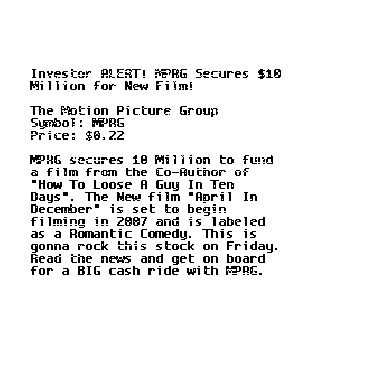 Investor ALERT! MPRG Secures $10
Million for New Film!
The Motion Picture Group
Symbol: MPRG
Price: $0.22
MPRG secures 10 Million to fund
a film from the Co-Author of
"How To Loose A Guy In Ten
Days". The New film "April In
December" is set to begin
filming in 2007 and is labeled
as a Romantic Comedy. This is
gonna rock this stock on Friday.
Read the news and get on board
for a BIG cash ride with MPRG.